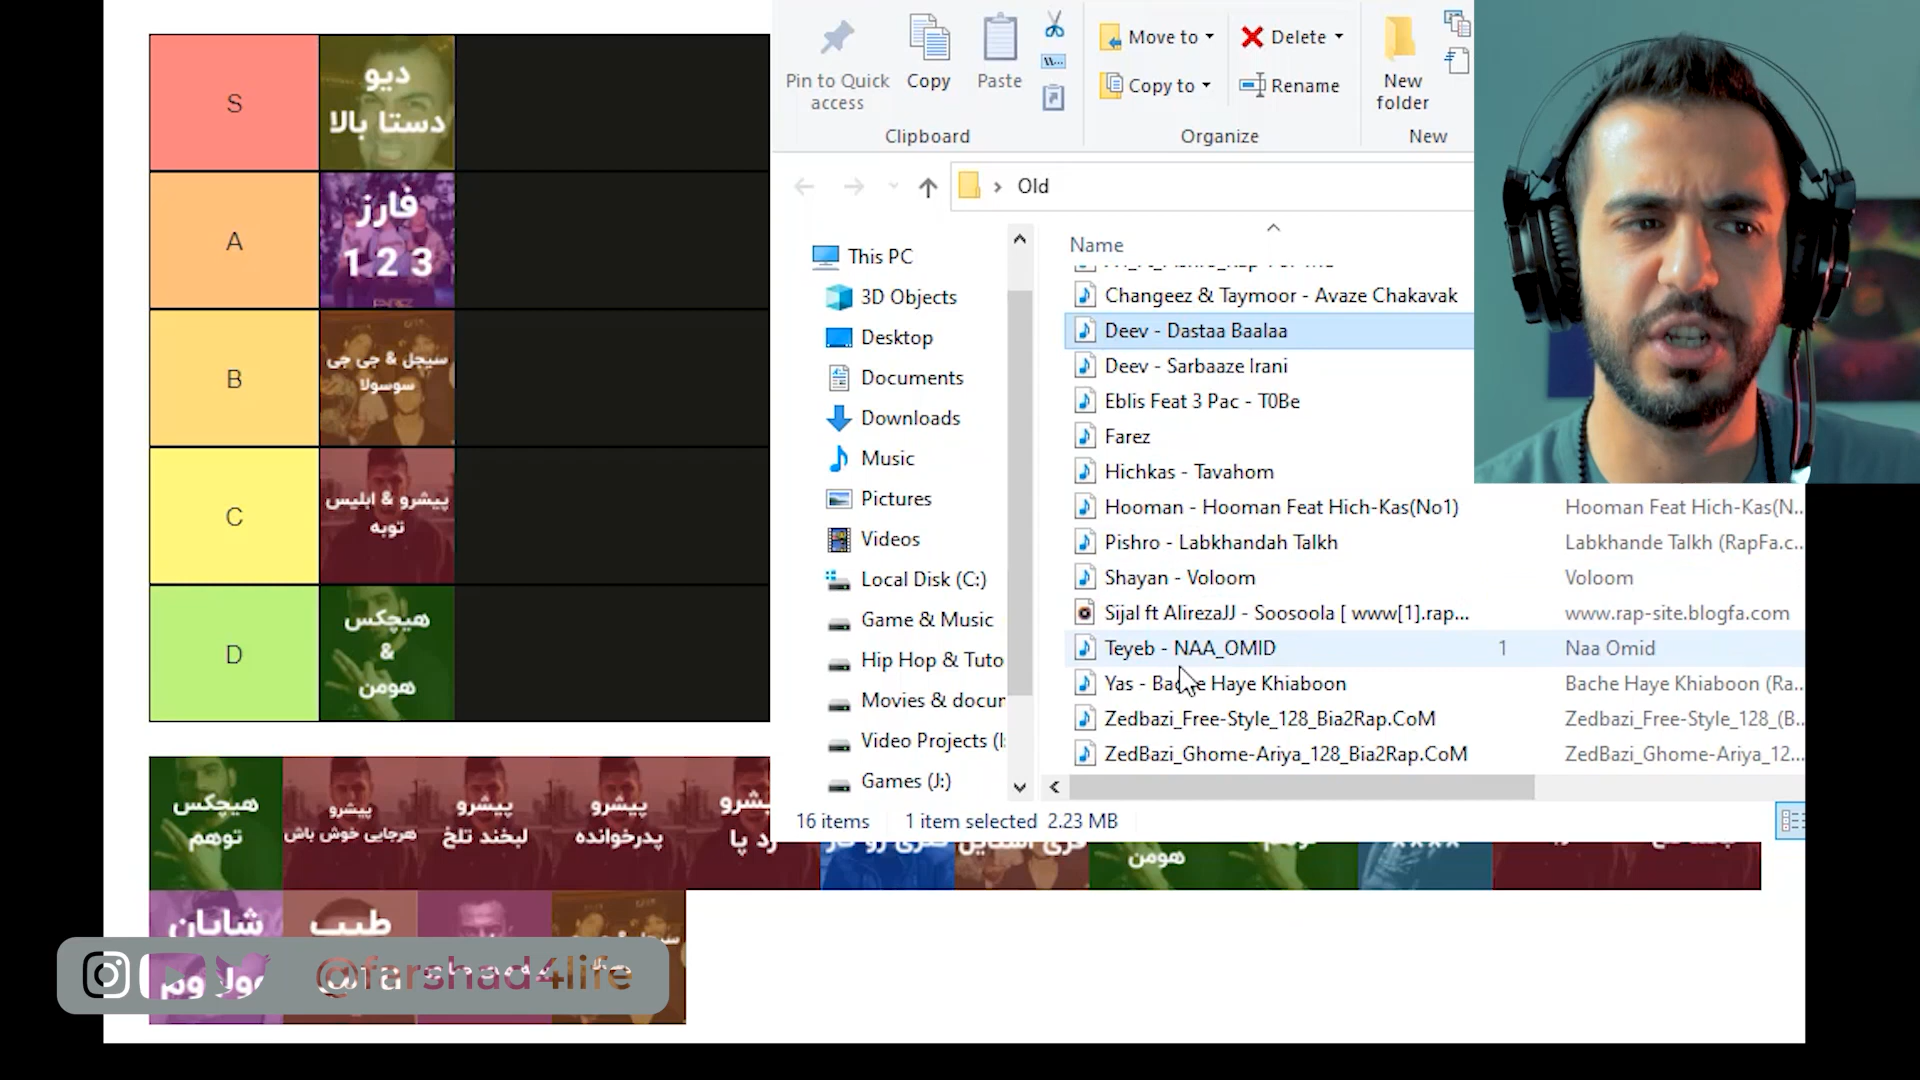 S
دیو
دستا بالا
A
فارز
1 2 3
FAREZ
B
سیجل & جی جی
سوسولا
C
پیشرو & ابلیس
توبه
D
هیچکس
&
هومن
Pin to Quick access
Copy
Paste
Clipboard
Move to
Copy to
Delete
Rename
Organize
New folder
New
Old
This PC
3D Objects
Desktop
Documents
Downloads
Music
Pictures
Videos
Local Disk (C:)
Game & Music
Hip Hop & Tuto
Movies & docur
Video Projects (I:
Games (J:)
Name
Changeez & Taymoor - Avaze Chakavak
Deev - Dastaa Baalaa
Deev - Sarbaaze Irani
Eblis Feat 3 Pac - T0Be
Farez
Hichkas - Tavahom
Hooman - Hooman Feat Hich-Kas(No1) Hooman Feat Hich-Kas(N...
Pishro - Labkhandah Talkh Labkhande Talkh (RapFa.c...
Shayan - Voloom Voloom
Sijal ft AlirezaJJ - Soosoola [ www[1].rap... www.rap-site.blogfa.com
Teyeb - NAA_OMID 1 Naa Omid
Yas - Bache Haye Khiaboon Bache Haye Khiaboon (Ra...
Zedbazi_Free-Style_128_Bia2Rap.CoM Zedbazi_Free-Style_128_(B...
ZedBazi_Ghome-Ariya_128_Bia2Rap.CoM ZedBazi_Ghome-Ariya_12...
16 items 1 item selected 2.23 MB
هیچکس
توهم
پیشرو
هرجایی خوش باش
پیشرو
لبخند تلخ
پیشرو
پدرخوانده
رد پا
هومن
شایان
طیب
@farshad4life